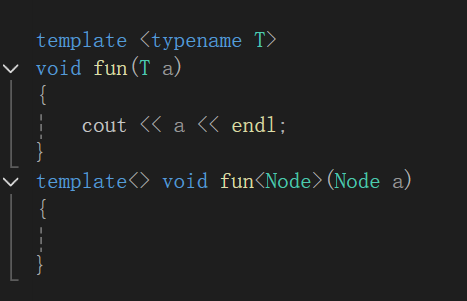 template <typename T>
void fun(T a)
{
    cout << a << endl;
}
template<> void fun<Node>(Node a)
{
}